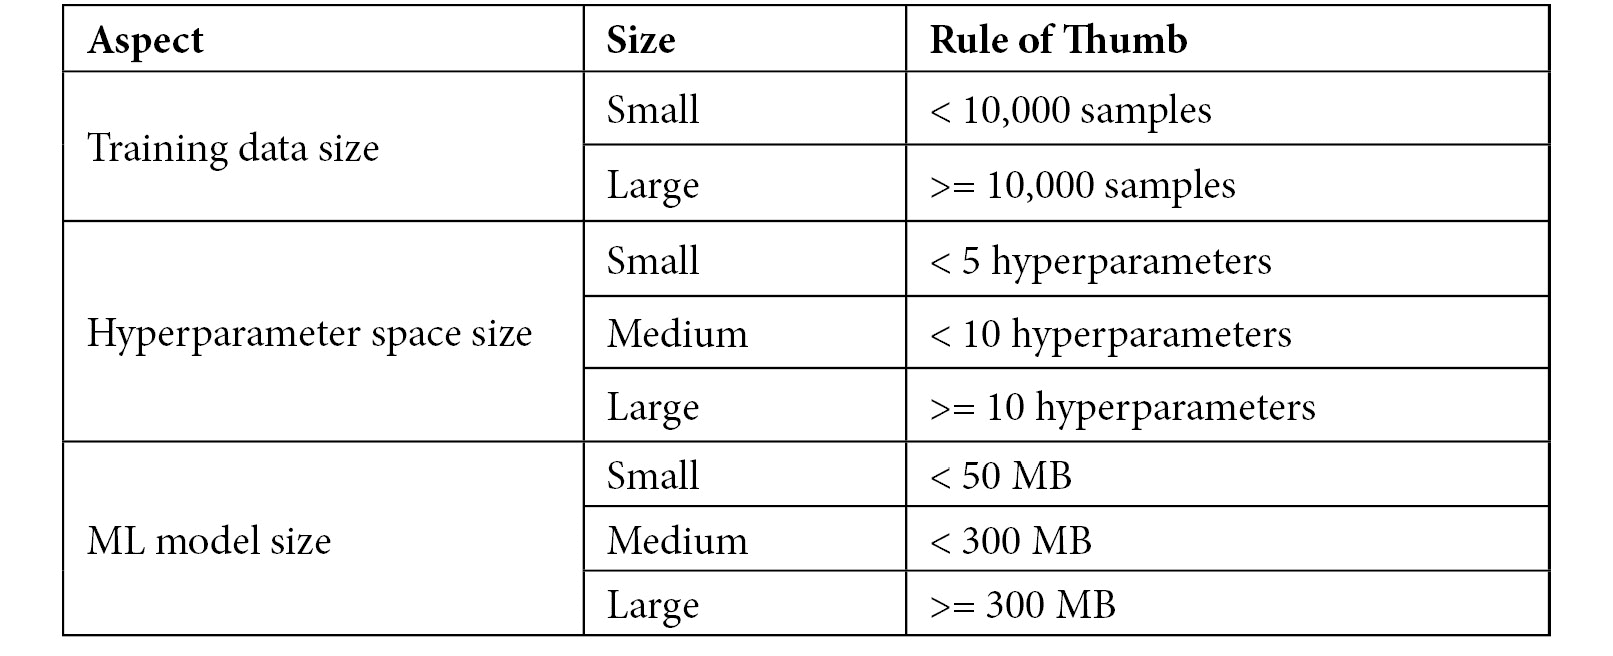 Aspect Size Rule of Thumb
Training data size Small < 10,000 samples
Large >= 10,000 samples
Hyperparameter space size Small < 5 hyperparameters
Medium < 10 hyperparameters
Large >= 10 hyperparameters
ML model size Small < 50 MB
Medium < 300 MB
Large >= 300 MB